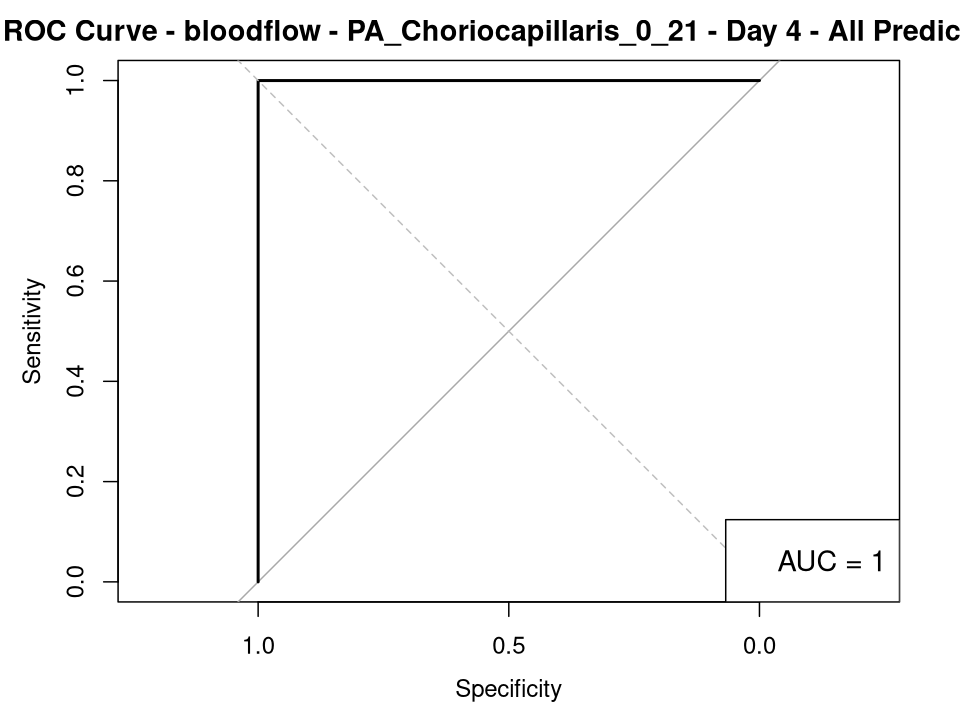 ROC Curve - bloodflow - PA_Choriocapillaris_0_21 - Day 4 - All Predic
1.0
0.8
0.6
0.4
0.2
0.0
Sensitivity
AUC = 1
1.0 0.5 0.0
Specificity